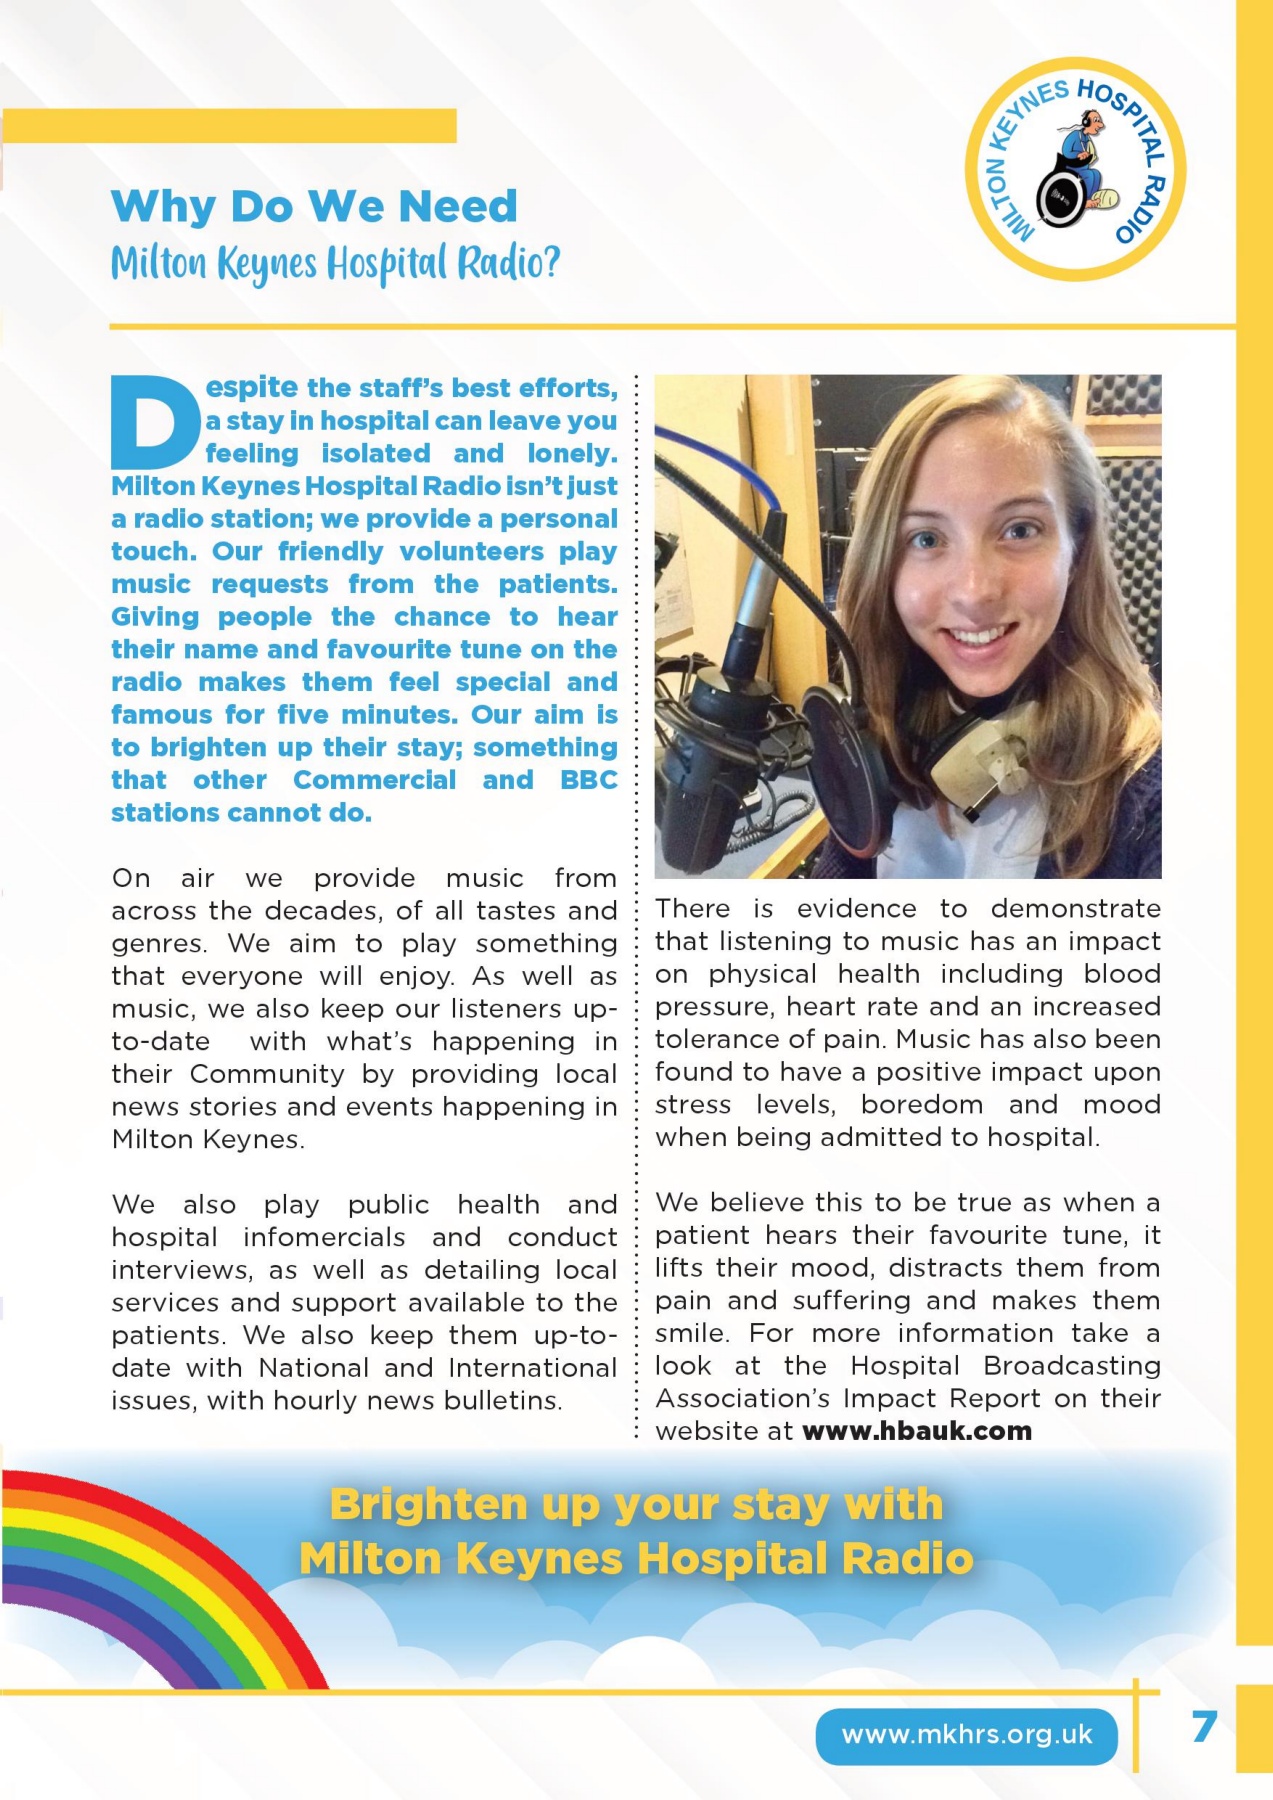 MILTON KEYNES HOSPITAL RADIO
Why Do We Need
Milton Keynes Hospital Radio?
Despite the staff's best efforts,
a stay in hospital can leave you
feeling isolated and lonely.
Milton Keynes Hospital Radio isn't just
a radio station; we provide a personal
touch. Our friendly volunteers play
music requests from the patients.
Giving people the chance to hear
their name and favourite tune on the
radio makes them feel special and
famous for five minutes. Our aim is
to brighten up their stay; something
that other Commercial and BBC
stations cannot do.
On air we provide music from
across the decades, of all tastes and
genres. We aim to play something
that everyone will enjoy. As well as
music, we also keep our listeners up-
to-date with what's happening in
their Community by providing local
news stories and events happening in
Milton Keynes.
We also play public health and
hospital infomercials and conduct
interviews, as well as detailing local
services and support available to the
patients. We also keep them up-to-
date with National and International
issues, with hourly news bulletins.
There is evidence to demonstrate
that listening to music has an impact
on physical health including blood
pressure, heart rate and an increased
tolerance of pain. Music has also been
found to have a positive impact upon
stress levels, boredom and mood
when being admitted to hospital.
We believe this to be true as when a
patient hears their favourite tune, it
lifts their mood, distracts them from
pain and suffering and makes them
smile. For more information take a
look at the Hospital Broadcasting
Association's Impact Report on their
website at www.hbauk.com
Brighten up your stay with
Milton Keynes Hospital Radio
www.mkhrs.org.uk
7